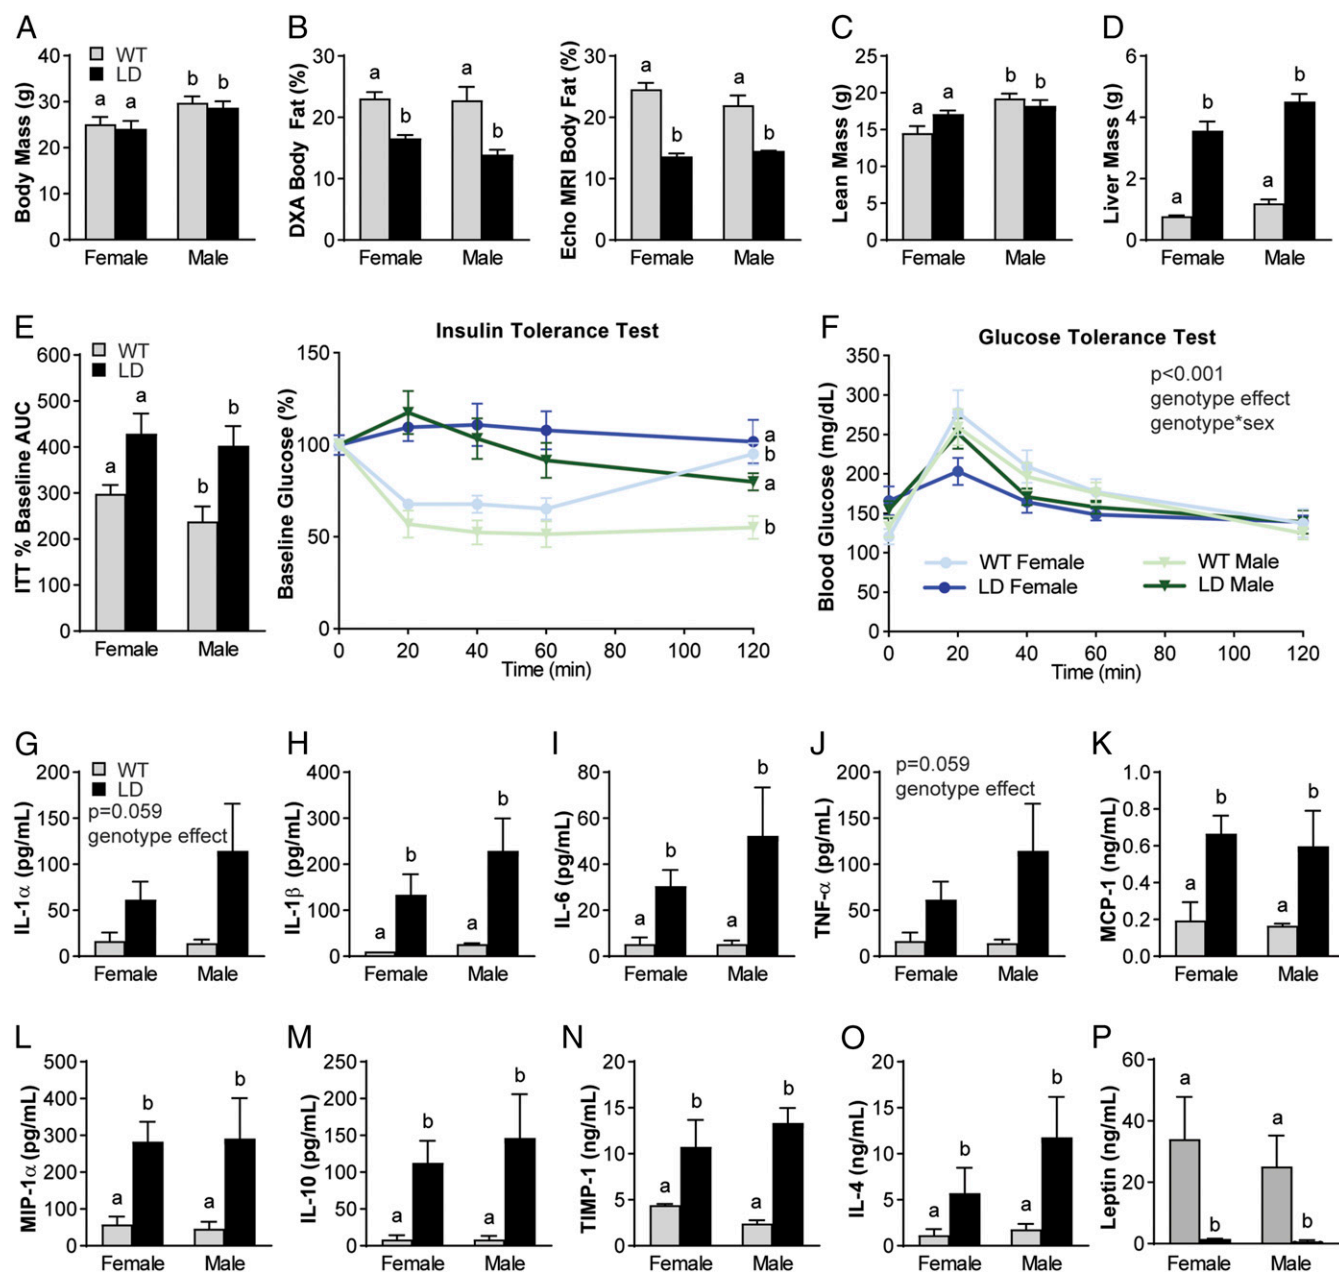 A
Body Mass (g)
40
30
20
10
0
WT
LD
a
a
b
b
Female
Male
B
DXA Body Fat (%)
30
20
10
0
a
b
a
b
Female
Male
Echo MRI Body Fat (%)
30
20
10
0
a
b
a
b
Female
Male
C
Lean Mass (g)
25
20
15
10
5
0
a
a
b
b
Female
Male
D
Liver Mass (g)
6
4
2
0
a
b
a
b
Female
Male
E
ITT % Baseline AUC
600
500
400
300
200
100
0
WT
LD
a
a
b
b
Female
Male
Insulin Tolerance Test
Baseline Glucose (%)
150
100
50
0
a
b
a
b
0 20 40 60 80 100 120
Time (min)
F
Glucose Tolerance Test
Blood Glucose (mg/dL)
350
300
250
200
150
100
50
0
p<0.001
genotype effect
genotype*sex
WT Female
LD Female
WT Male
LD Male
0 20 40 60 80 100 120
Time (min)
G
IL-1α (pg/mL)
200
150
100
50
0
WT
LD
p=0.059
genotype effect
Female
Male
H
IL-1β (pg/mL)
400
300
200
100
0
a
b
a
b
Female
Male
I
IL-6 (pg/mL)
80
60
40
20
0
a
b
a
b
Female
Male
J
TNF-α (pg/mL)
200
150
100
50
0
p=0.059
genotype effect
Female
Male
K
MCP-1 (ng/mL)
1.0
0.8
0.6
0.4
0.2
0.0
a
b
a
b
Female
Male
L
MIP-1α (pg/mL)
500
400
300
200
100
0
a
b
a
b
Female
Male
M
IL-10 (pg/mL)
250
200
150
100
50
0
a
b
a
b
Female
Male
N
TIMP-1 (ng/mL)
20
15
10
5
0
a
b
a
b
Female
Male
O
IL-4 (ng/mL)
20
15
10
5
0
a
b
a
b
Female
Male
P
Leptin (ng/mL)
60
40
20
0
a
b
a
b
Female
Male